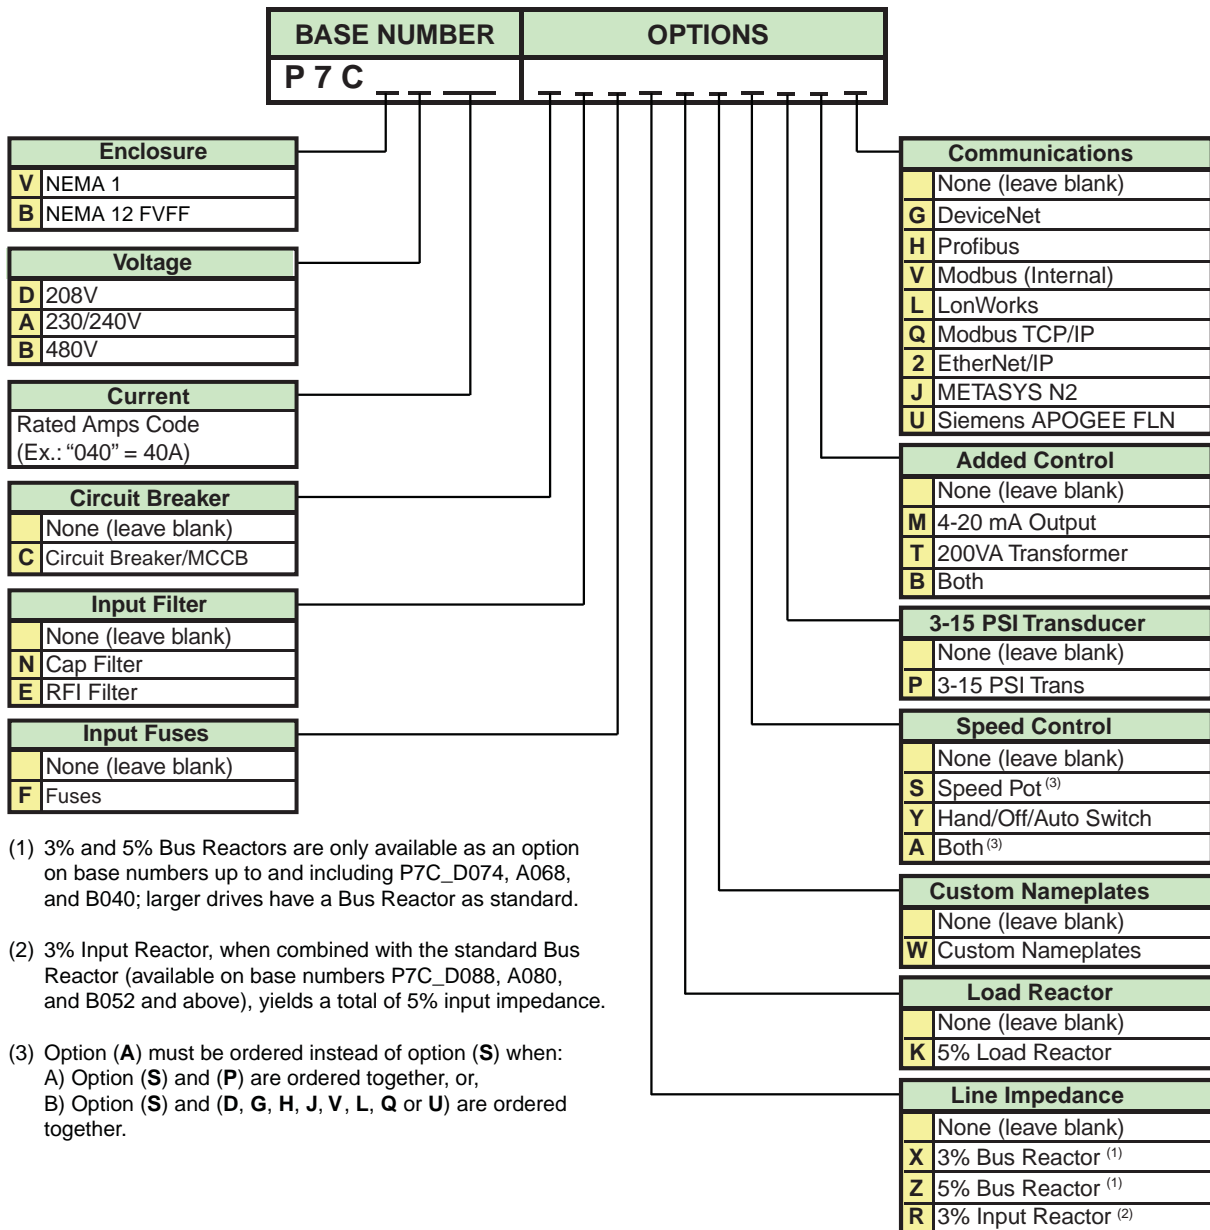 BASE NUMBER OPTIONS
P 7 C
Enclosure
V NEMA 1
B NEMA 12 FVFF
Voltage
D 208V
A 230/240V
B 480V
Current
Rated Amps Code
(Ex.: “040” = 40A)
Circuit Breaker
None (leave blank)
C Circuit Breaker/MCCB
Input Filter
None (leave blank)
N Cap Filter
E RFI Filter
Input Fuses
None (leave blank)
F Fuses
(1) 3% and 5% Bus Reactors are only available as an option
on base numbers up to and including P7C_D074, A068,
and B040; larger drives have a Bus Reactor as standard.
(2) 3% Input Reactor, when combined with the standard Bus
Reactor (available on base numbers P7C_D088, A080,
and B052 and above), yields a total of 5% input impedance.
(3) Option (A) must be ordered instead of option (S) when:
A) Option (S) and (P) are ordered together, or,
B) Option (S) and (D, G, H, J, V, L, Q or U) are ordered
together.
Communications
None (leave blank)
G DeviceNet
H Profibus
V Modbus (Internal)
L LonWorks
Q Modbus TCP/IP
2 EtherNet/IP
J METASYS N2
U Siemens APOGEE FLN
Added Control
None (leave blank)
M 4-20 mA Output
T 200VA Transformer
B Both
3-15 PSI Transducer
None (leave blank)
P 3-15 PSI Trans
Speed Control
None (leave blank)
S Speed Pot (3)
Y Hand/Off/Auto Switch
A Both (3)
Custom Nameplates
None (leave blank)
W Custom Nameplates
Load Reactor
None (leave blank)
K 5% Load Reactor
Line Impedance
None (leave blank)
X 3% Bus Reactor (1)
Z 5% Bus Reactor (1)
R 3% Input Reactor (2)